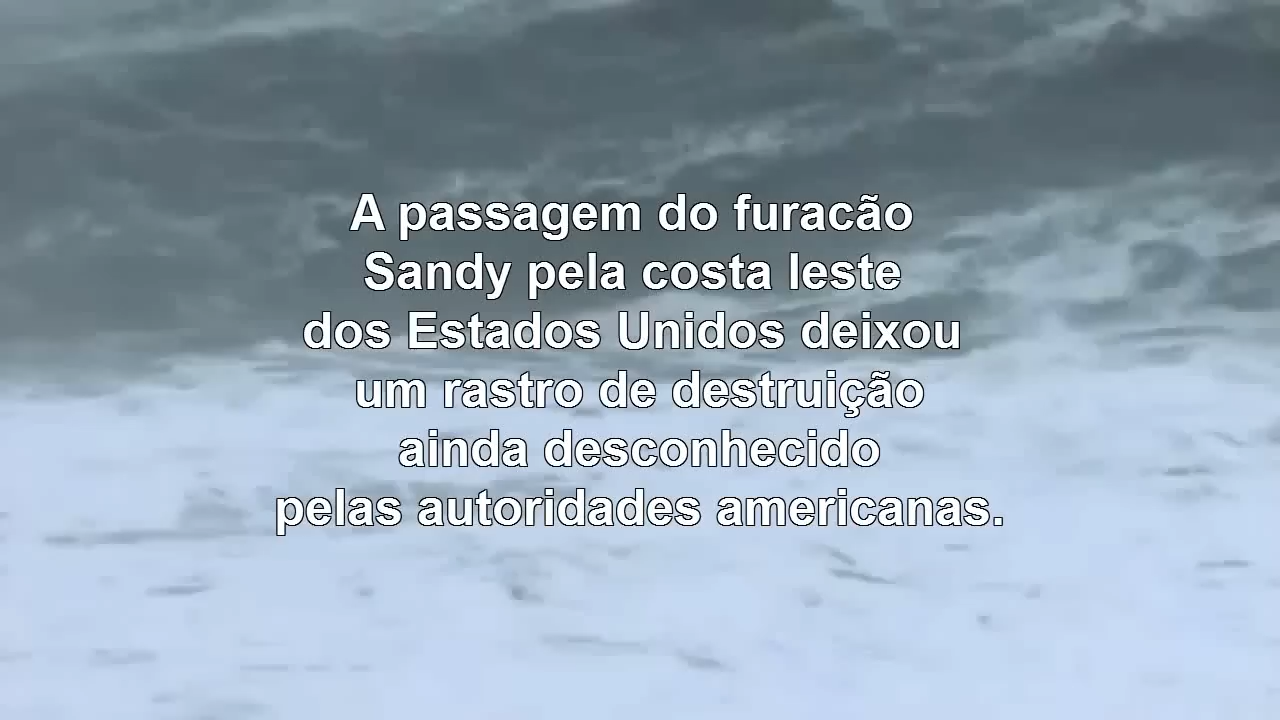 A passagem do furacão
Sandy pela costa leste
dos Estados Unidos deixou
um rastro de destruição
ainda desconhecido
pelas autoridades americanas.